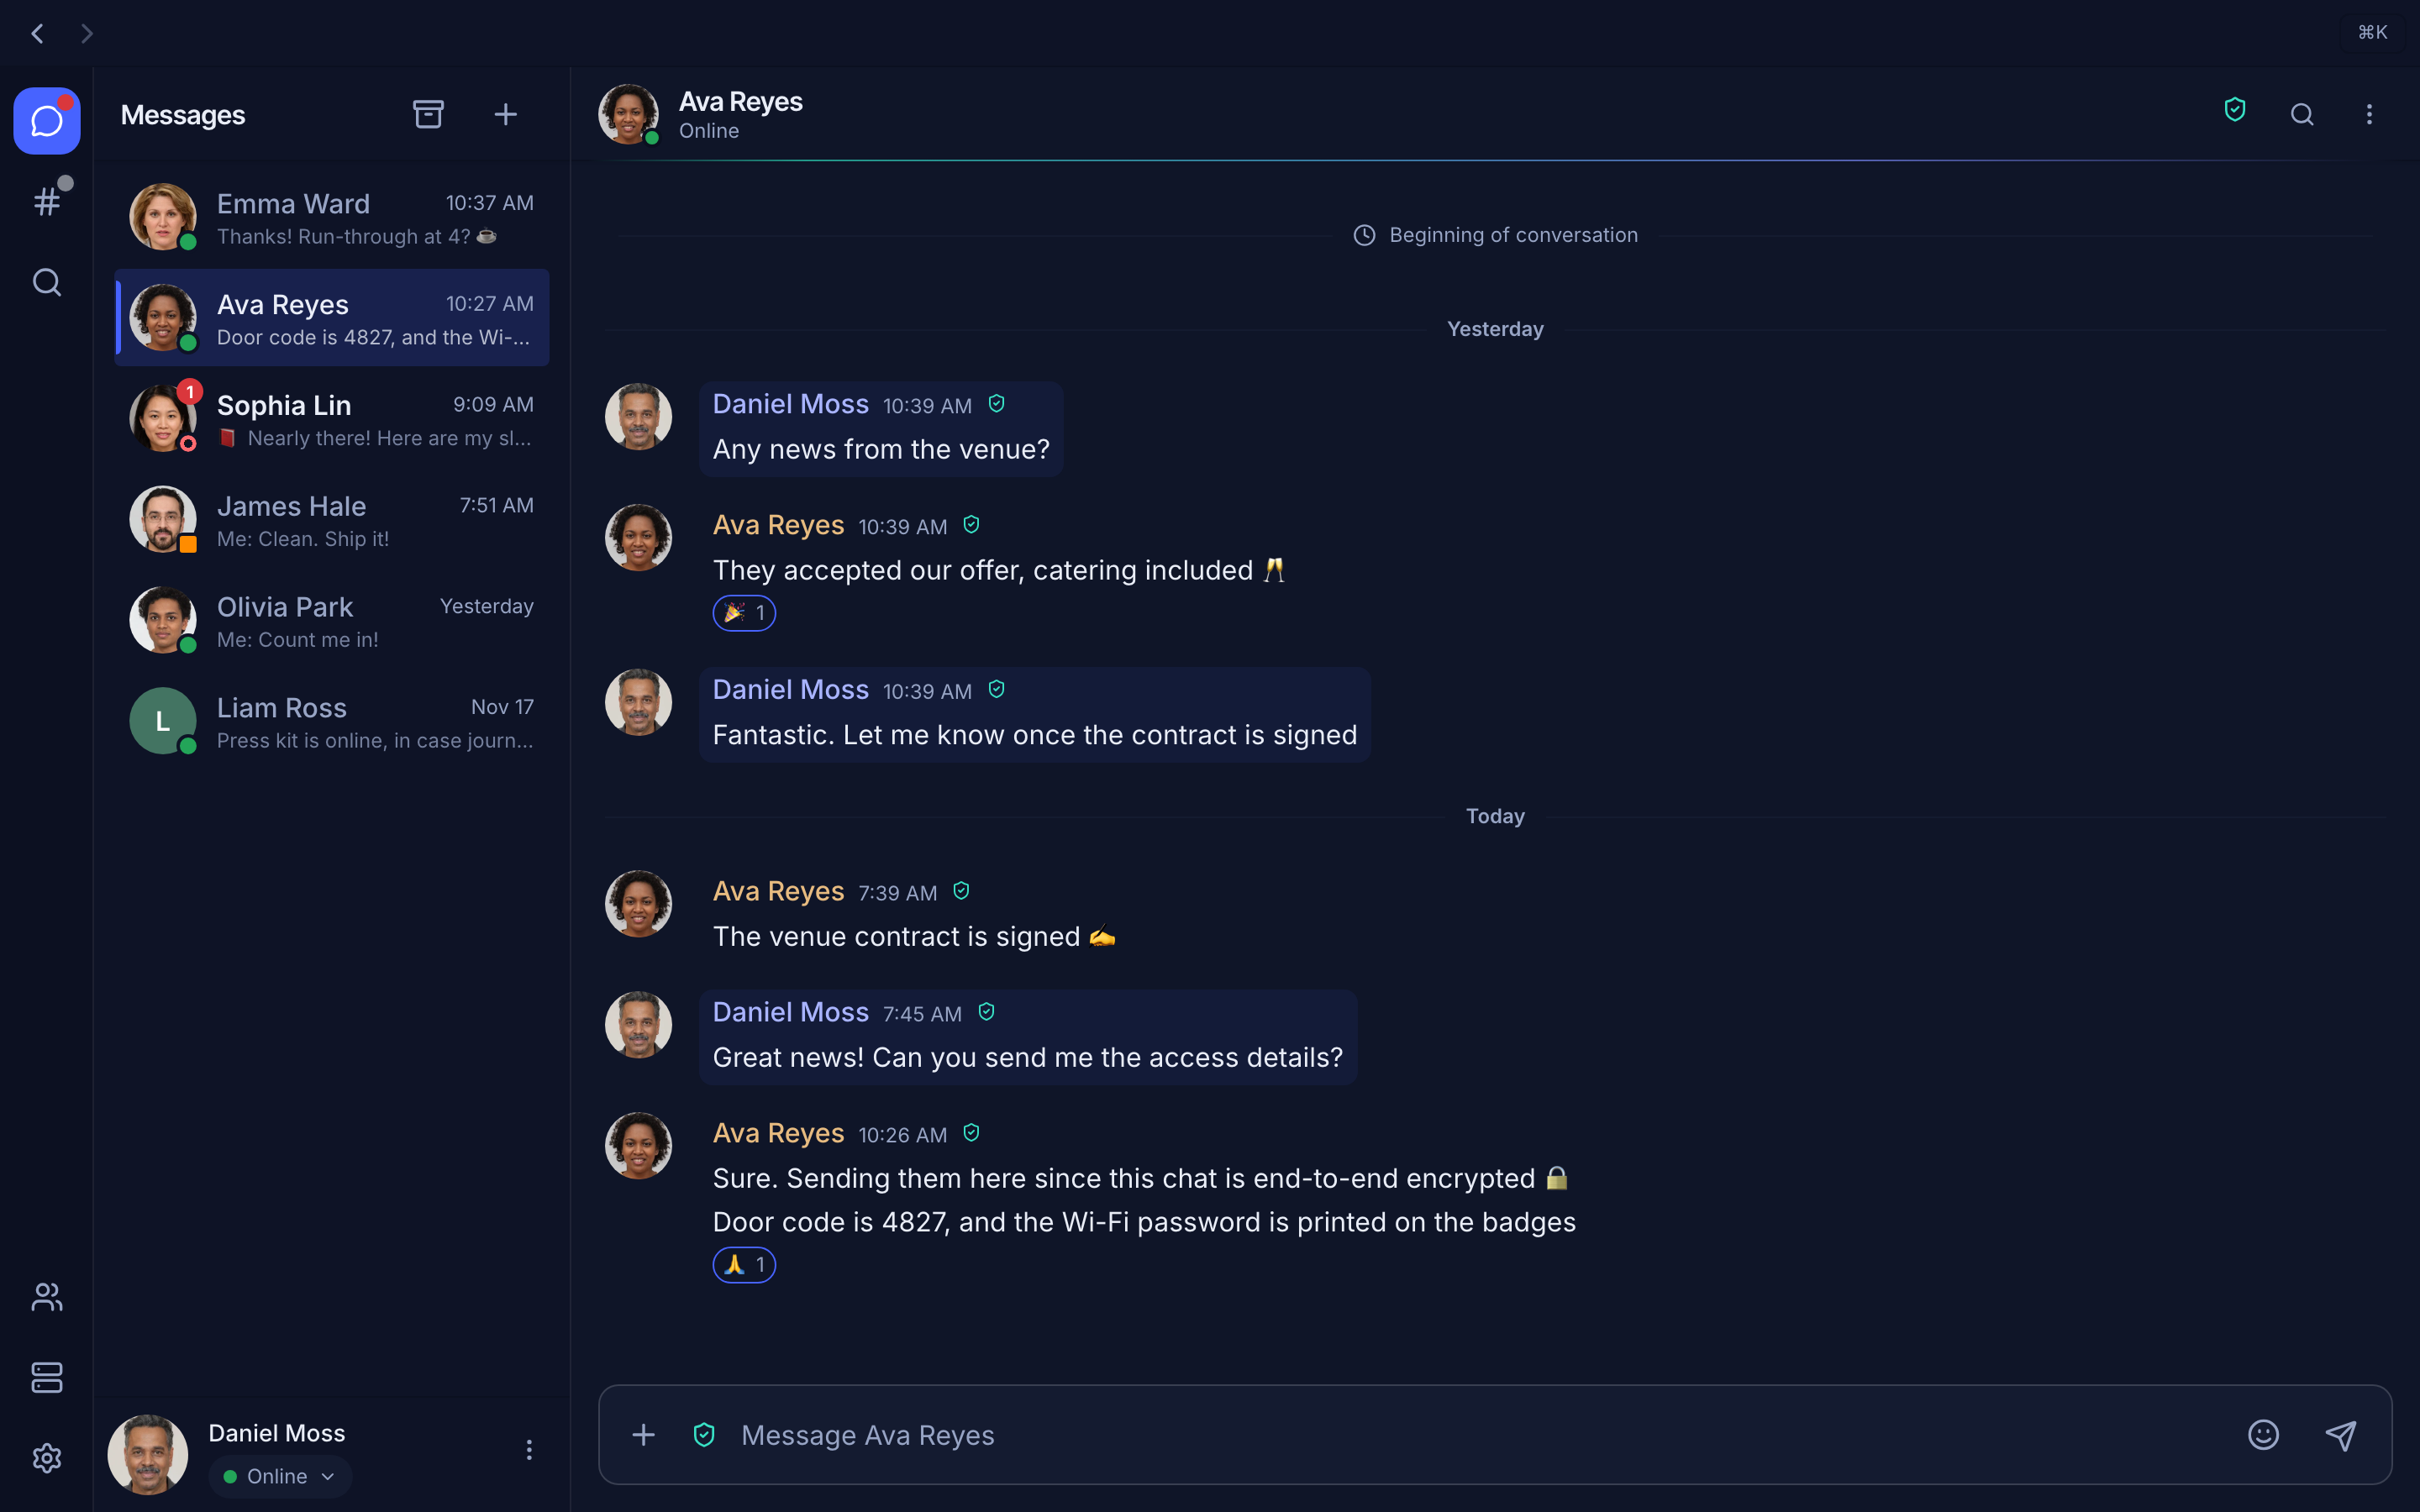 ⌘K
Messages
Emma Ward 10:37 AM
Thanks! Run-through at 4? ☕
Ava Reyes 10:27 AM
Door code is 4827, and the Wi-...
1
Sophia Lin 9:09 AM
📕 Nearly there! Here are my sl...
James Hale 7:51 AM
Me: Clean. Ship it!
Olivia Park Yesterday
Me: Count me in!
L
Liam Ross Nov 17
Press kit is online, in case journ...
Daniel Moss
Online
Ava Reyes
Online
Beginning of conversation
Yesterday
Daniel Moss 10:39 AM
Any news from the venue?
Ava Reyes 10:39 AM
They accepted our offer, catering included 🥂
🎉 1
Daniel Moss 10:39 AM
Fantastic. Let me know once the contract is signed
Today
Ava Reyes 7:39 AM
The venue contract is signed ✍️
Daniel Moss 7:45 AM
Great news! Can you send me the access details?
Ava Reyes 10:26 AM
Sure. Sending them here since this chat is end-to-end encrypted 🔒
Door code is 4827, and the Wi-Fi password is printed on the badges
🙏 1
Message Ava Reyes